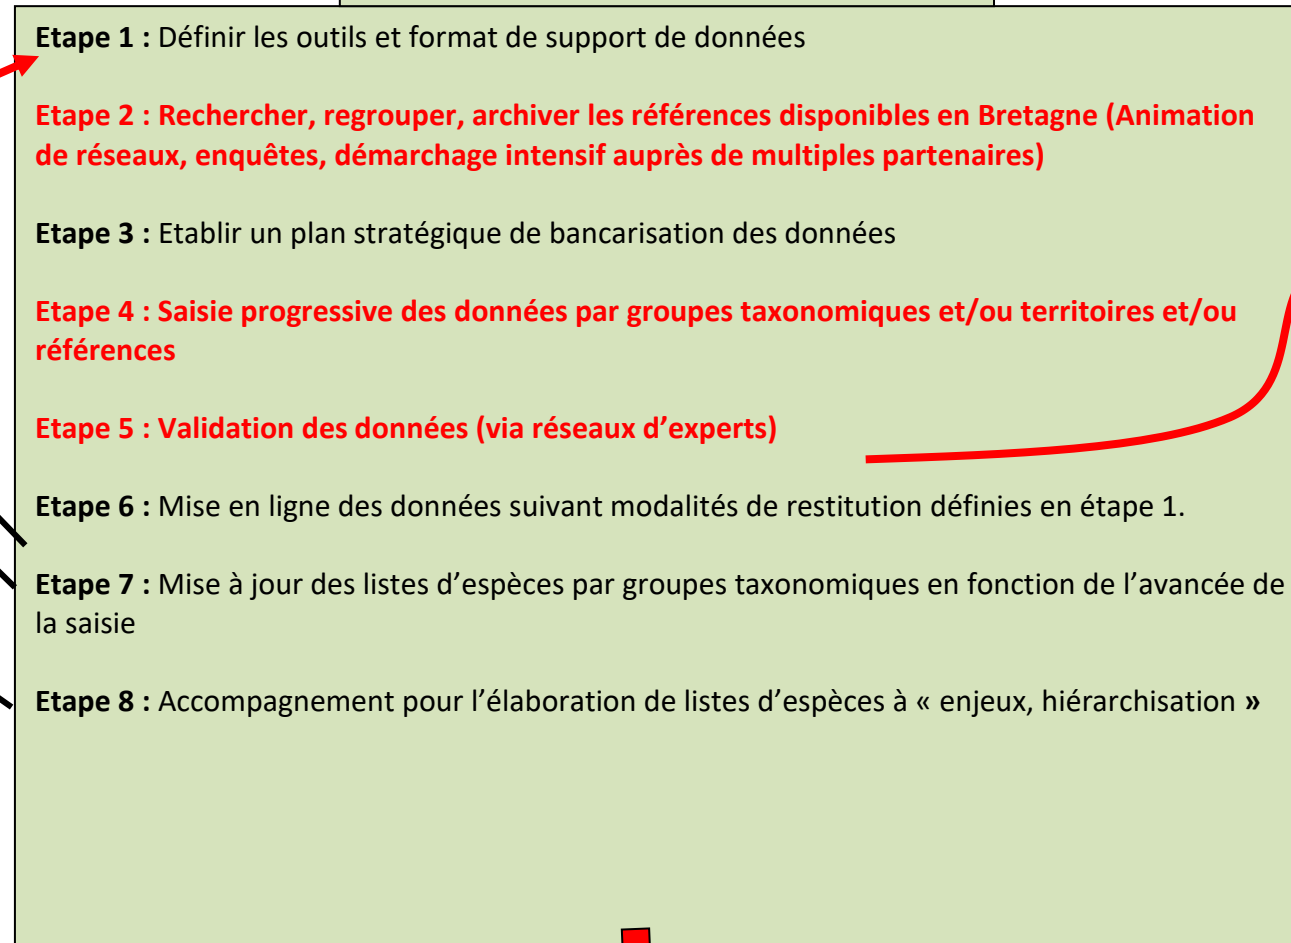 Etape 1 : Définir les outils et format de support de données
Etape 2 : Rechercher, regrouper, archiver les références disponibles en Bretagne (Animation
de réseaux, enquêtes, démarchage intensif auprès de multiples partenaires)
Etape 3 : Etablir un plan stratégique de bancarisation des données
Etape 4 : Saisie progressive des données par groupes taxonomiques et/ou territoires et/ou
références
Etape 5 : Validation des données (via réseaux d’experts)
Etape 6 : Mise en ligne des données suivant modalités de restitution définies en étape 1.
Etape 7 : Mise à jour des listes d’espèces par groupes taxonomiques en fonction de l’avancée de
la saisie
Etape 8 : Accompagnement pour l’élaboration de listes d’espèces à « enjeux, hiérarchisation »